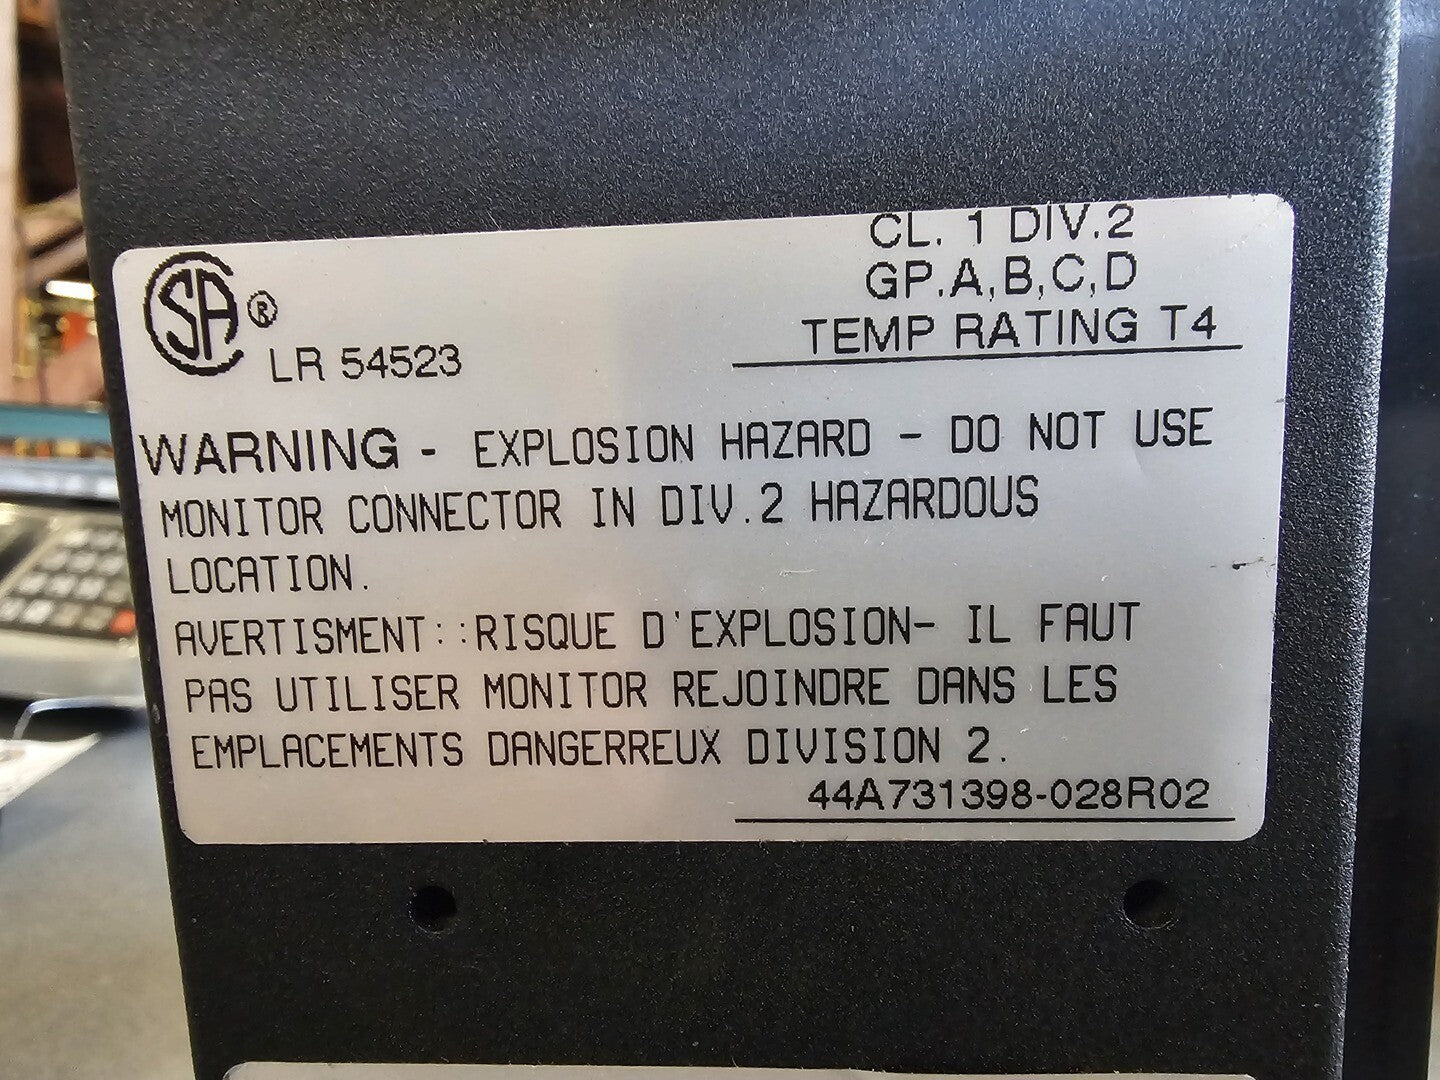 CL. 1 DIV.2
GP.A,B,C,D
TEMP RATING T4
SA ®
LR 54523
WARNING - EXPLOSION HAZARD - DO NOT USE
MONITOR CONNECTOR IN DIV.2 HAZARDOUS
LOCATION.
AVERTISMENT::RISQUE D'EXPLOSION- IL FAUT
PAS UTILISER MONITOR REJOINDRE DANS LES
EMPLACEMENTS DANGERREUX DIVISION 2.
44A731398-028R02